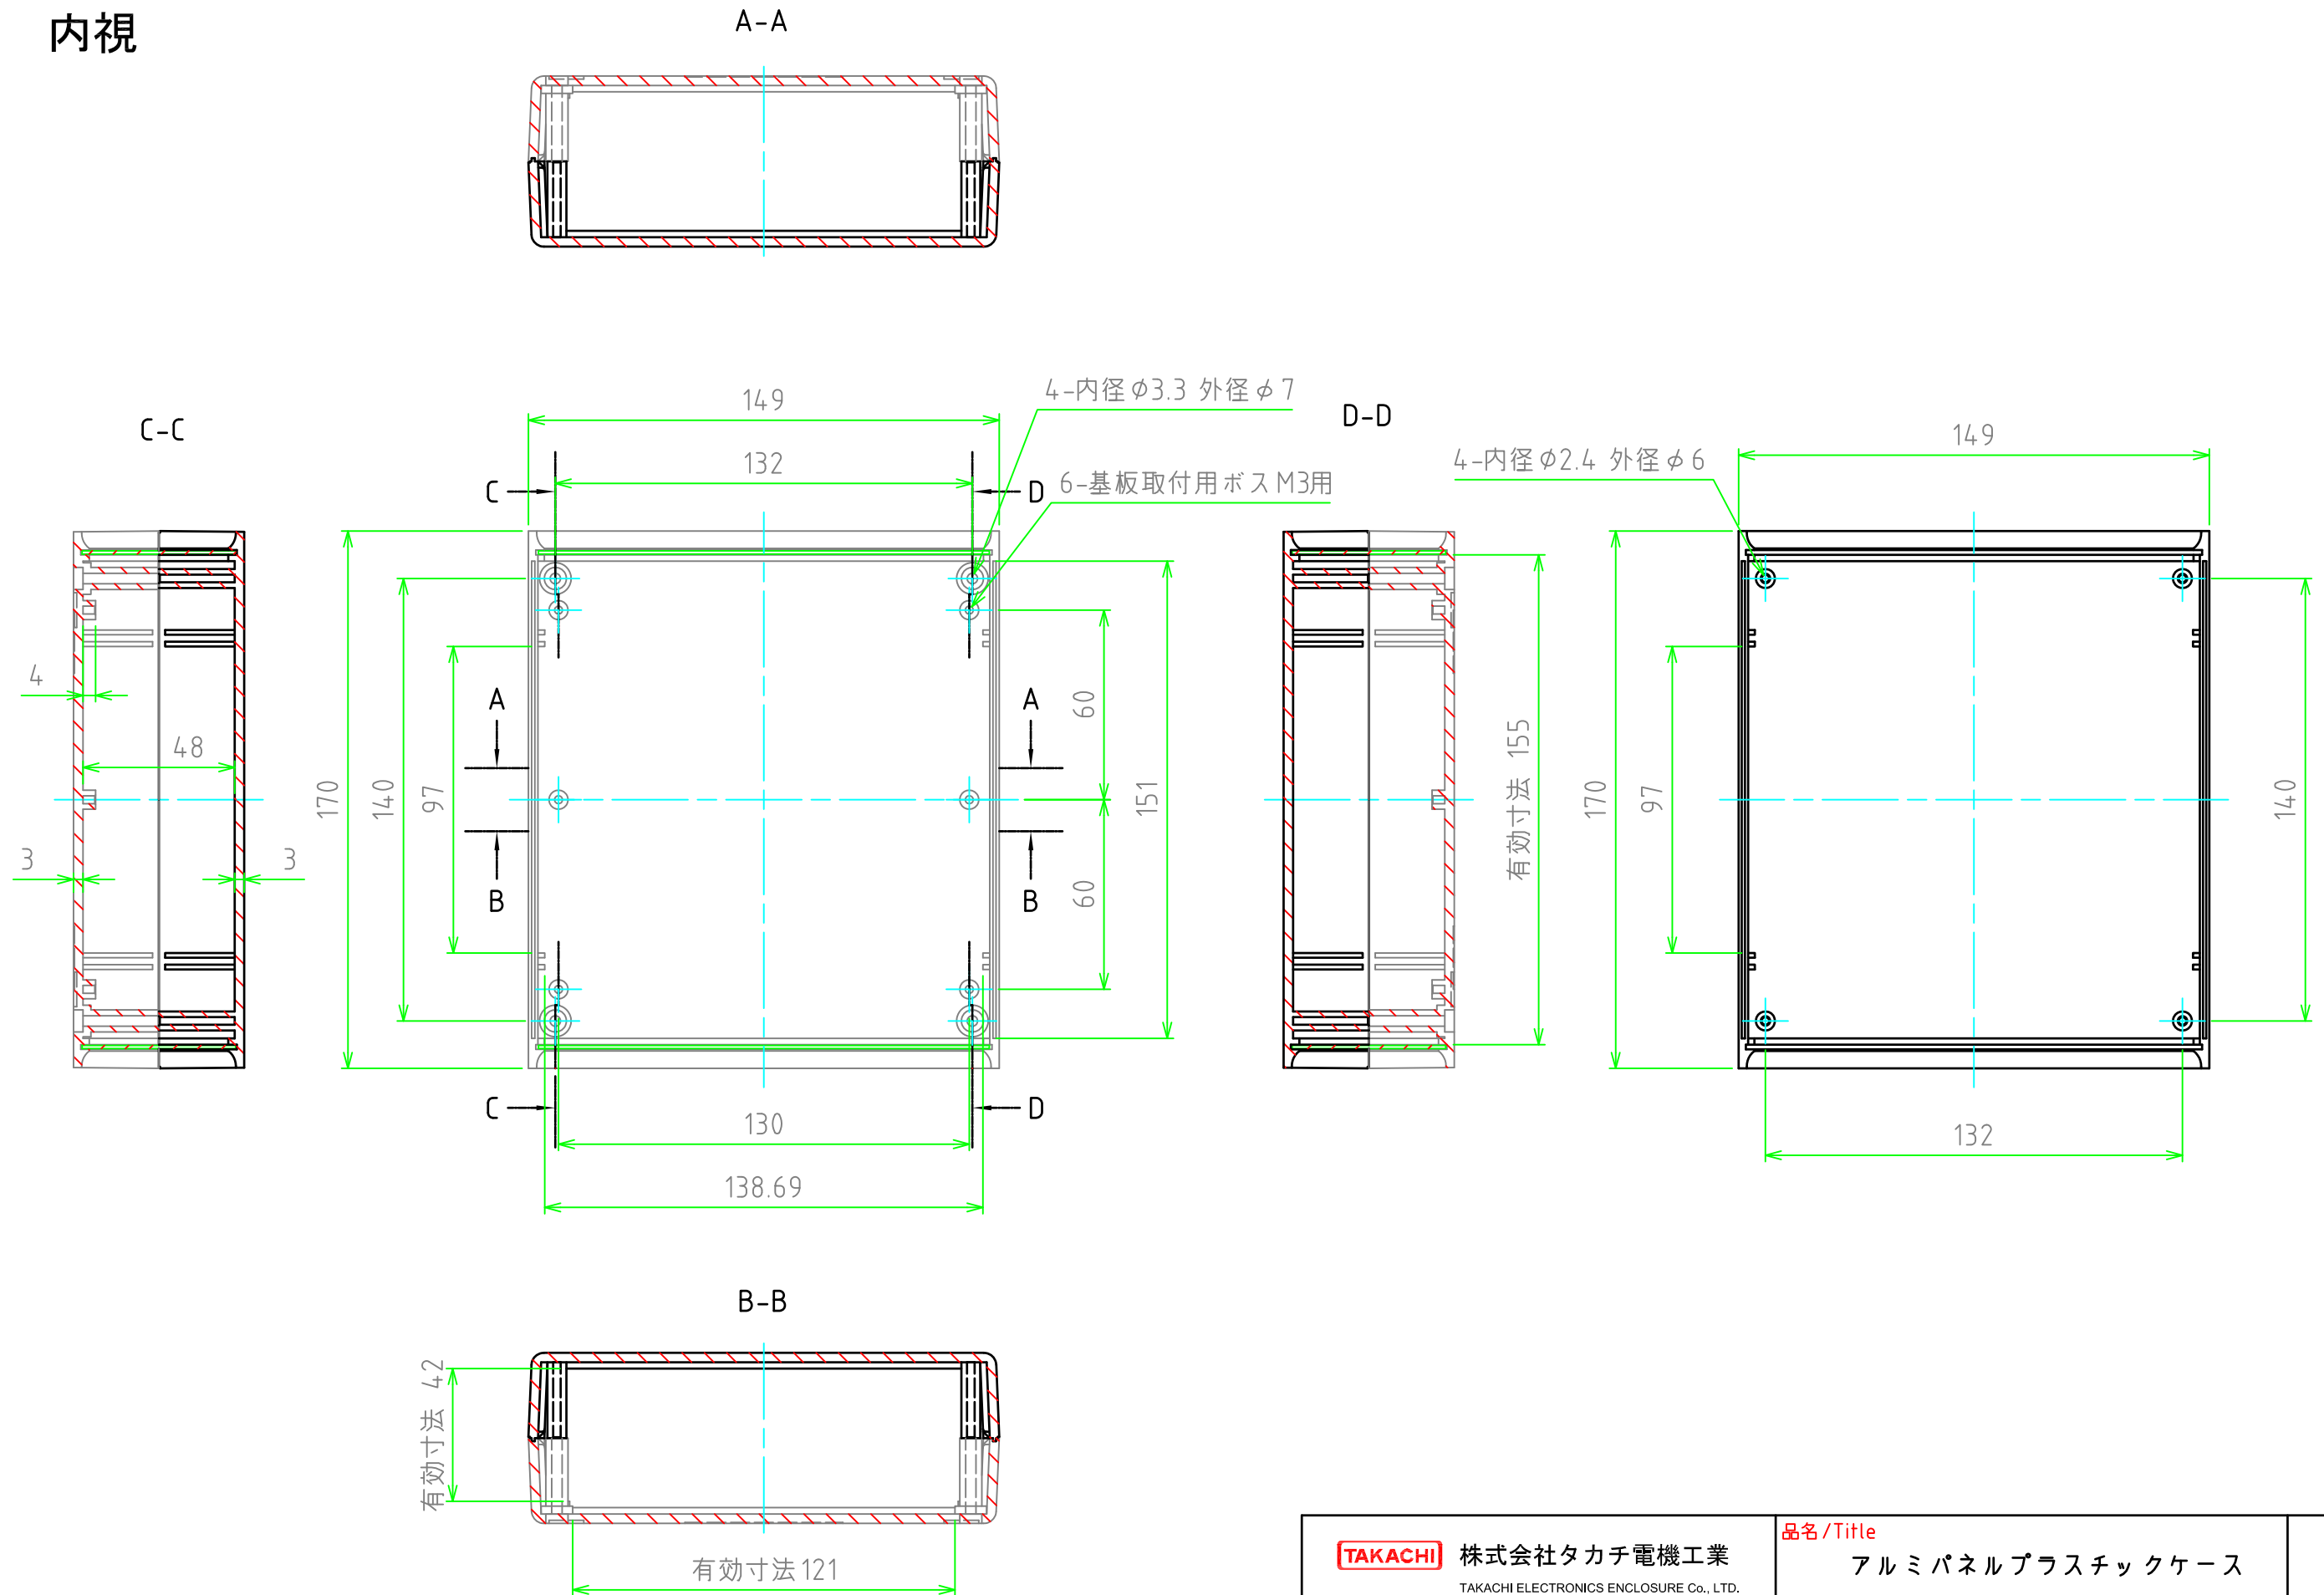 内視
A-A
C-C
149
4-内径φ3.3 外径φ7
D-D
149
132
4-内径φ2.4 外径φ6
C
D
6-基板取付用ボスM3用
4
A
A
60
48
170
140
97
151
有効寸法 155
170
97
140
3
3
B
B
60
C
D
130
132
138.69
B-B
有効寸法 42
有効寸法121
TAKACHI 株式会社タカチ電機工業
TAKACHI ELECTRONICS ENCLOSURE Co., LTD.
品名/Title
アルミパネルプラスチックケース